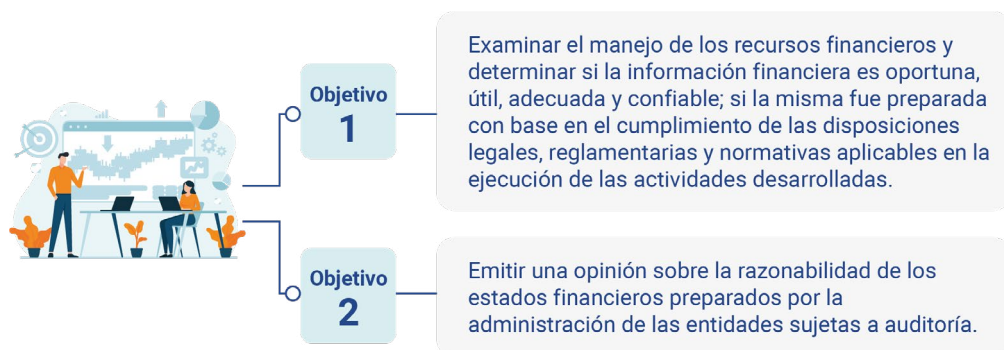 Objetivo
1
Examinar el manejo de los recursos financieros y
determinar si la información financiera es oportuna,
útil, adecuada y confiable; si la misma fue preparada
con base en el cumplimiento de las disposiciones
legales, reglamentarias y normativas aplicables en la
ejecución de las actividades desarrolladas.
Objetivo
2
Emitir una opinión sobre la razonabilidad de los
estados financieros preparados por la
administración de las entidades sujetas a auditoría.